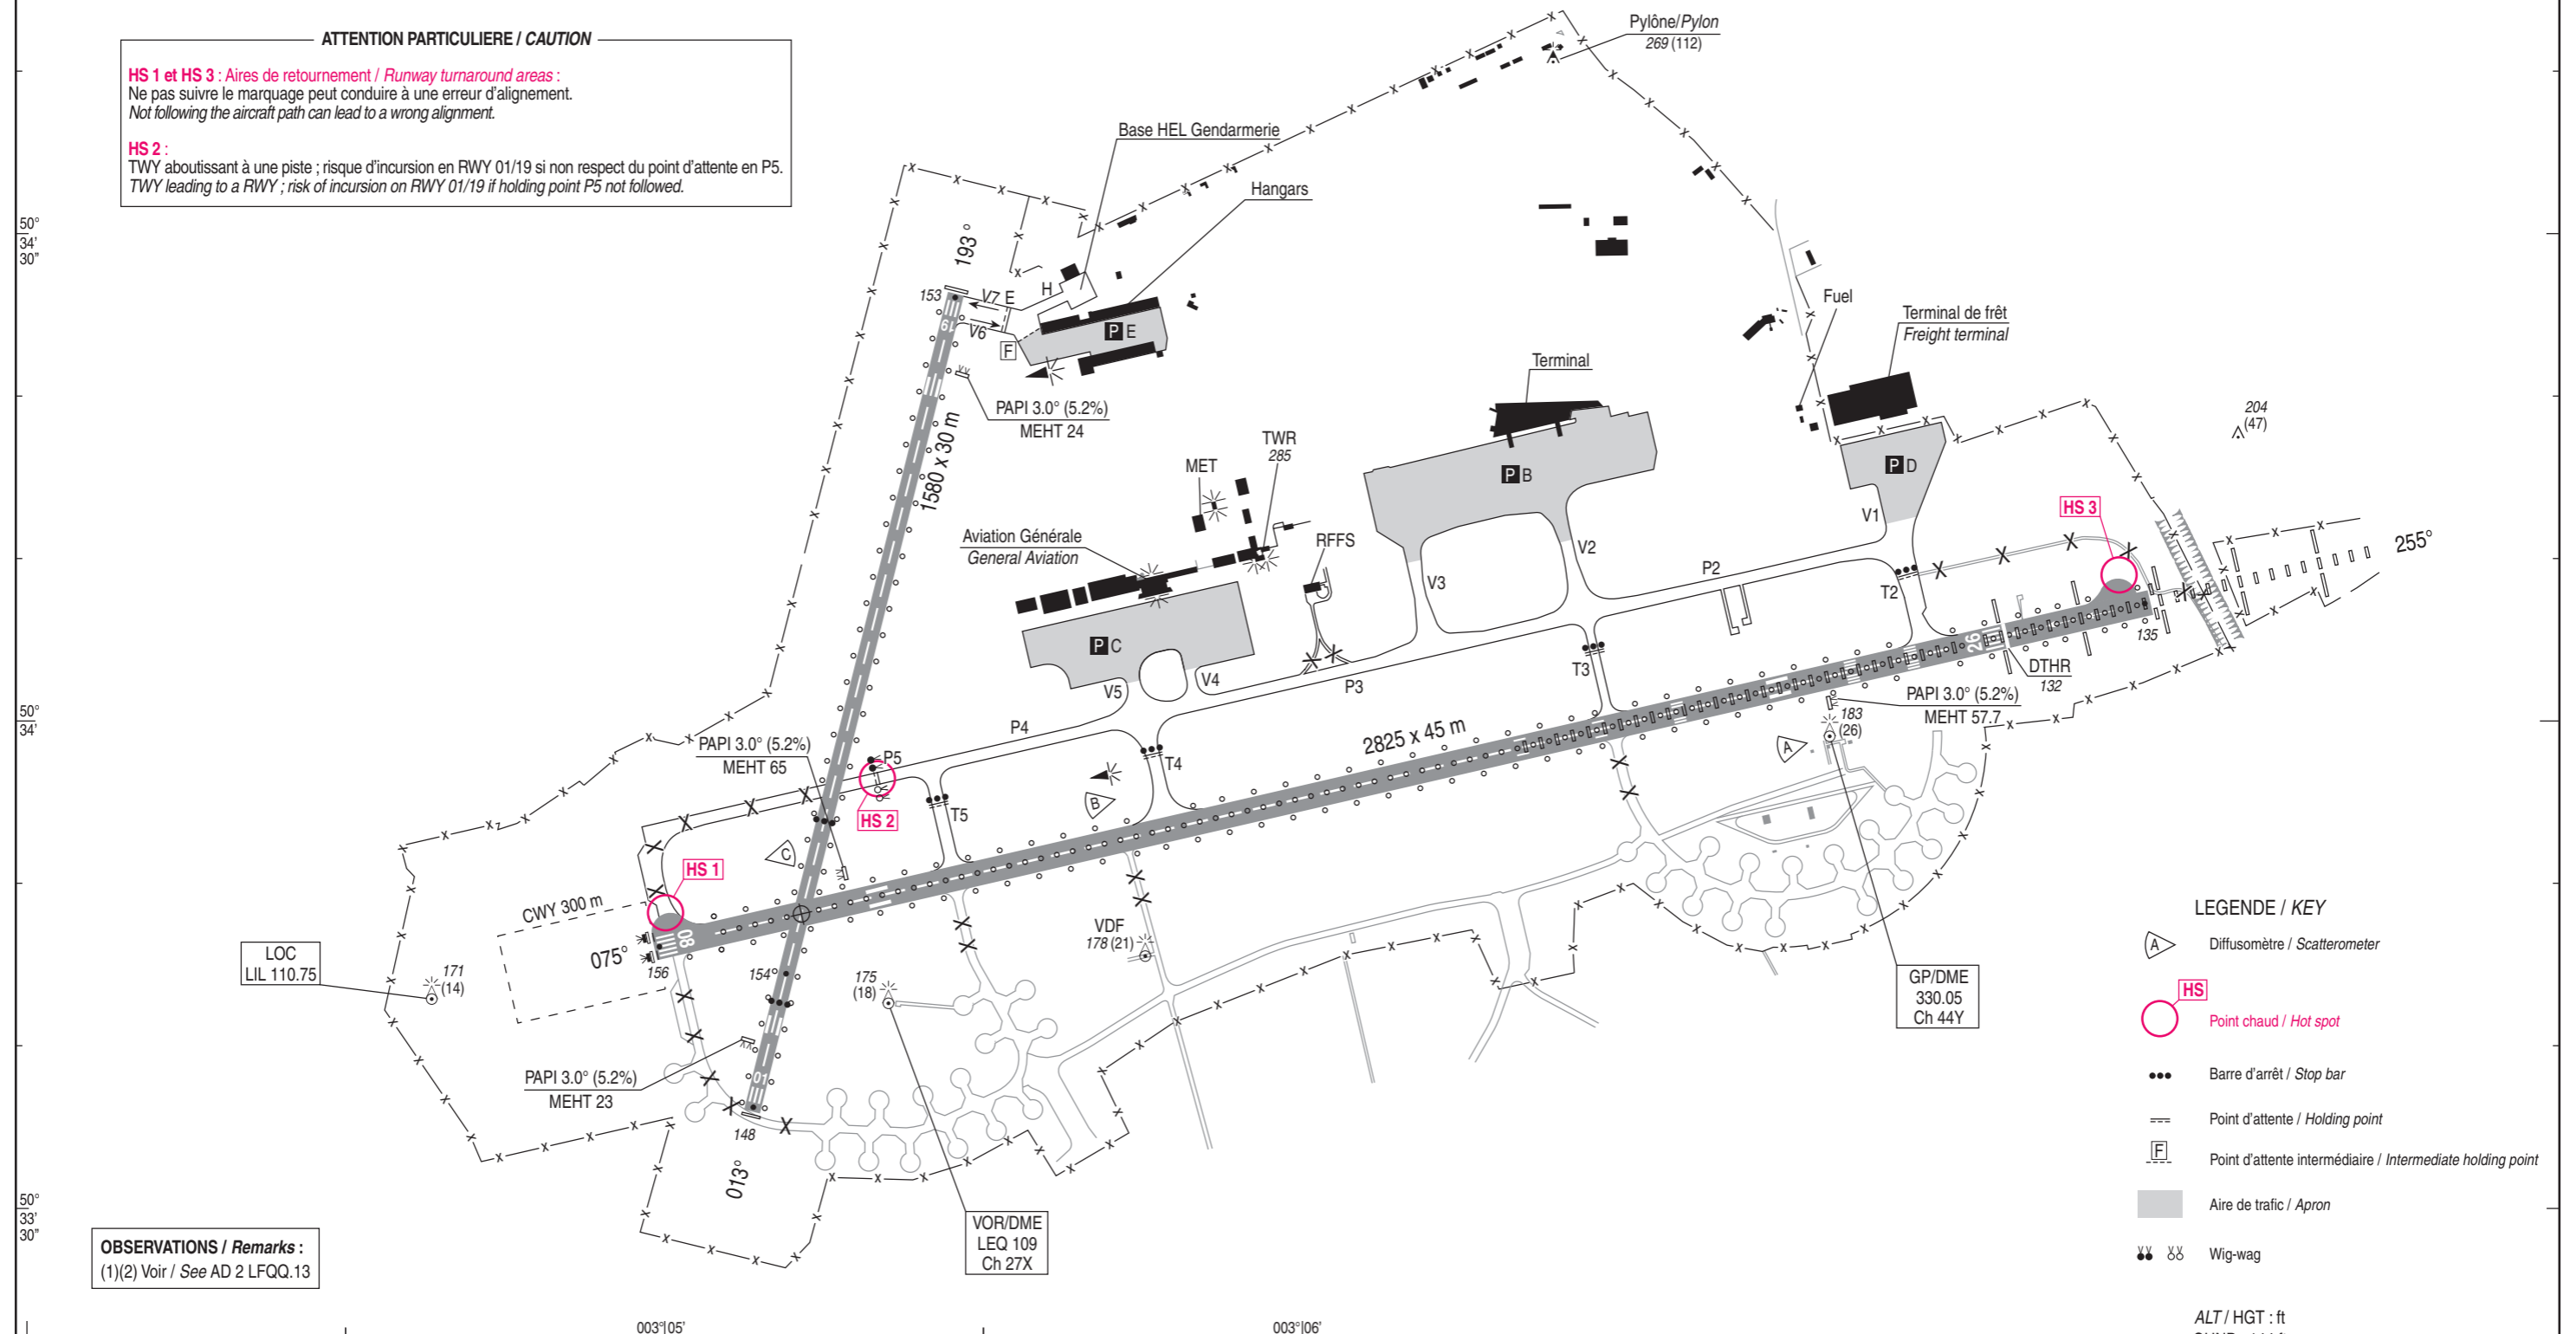 ATTENTION PARTICULIERE / CAUTION
HS 1 et HS 3 : Aires de retournement / Runway turnaround areas :
Ne pas suivre le marquage peut conduire à une erreur d'alignement.
Not following the aircraft path can lead to a wrong alignment.
HS 2 :
TWY aboutissant à une piste ; risque d'incursion en RWY 01/19 si non respect du point d'attente en P5.
TWY leading to a RWY ; risk of incursion on RWY 01/19 if holding point P5 not followed.
Pylône/Pylon
269 (112)
Base HEL Gendarmerie
Hangars
50°
34'
30"
193°
153
V7 E
H
V6
19
F
P E
PAPI 3.0° (5.2%)
MEHT 24
1580 x 30 m
Fuel
Terminal de frêt
Freight terminal
Terminal
204
(47)
TWR
285
MET
P B
P D
V1
HS 3
255°
Aviation Générale
General Aviation
RFFS
V2
V3
P2
T2
P C
V5
V4
P3
T3
26
135
DTHR
132
PAPI 3.0° (5.2%)
MEHT 57.7
183
(26)
A
50°
34'
P4
2825 x 45 m
PAPI 3.0° (5.2%)
MEHT 65
P5
HS 2
T4
T5
B
C
HS 1
CWY 300 m
075°
08
156
154
LOC
LIL 110.75
171
(14)
175
(18)
VDF
178 (21)
GP/DME
330.05
Ch 44Y
PAPI 3.0° (5.2%)
MEHT 23
01
148
013°
VOR/DME
LEQ 109
Ch 27X
50°
33'
30"
OBSERVATIONS / Remarks :
(1)(2) Voir / See AD 2 LFQQ.13
LEGENDE / KEY
A Diffusomètre / Scatterometer
HS
Point chaud / Hot spot
Barre d'arrêt / Stop bar
Point d'attente / Holding point
F Point d'attente intermédiaire / Intermediate holding point
Aire de trafic / Apron
Wig-wag
ALT / HGT : ft
003° 05'
003° 06'